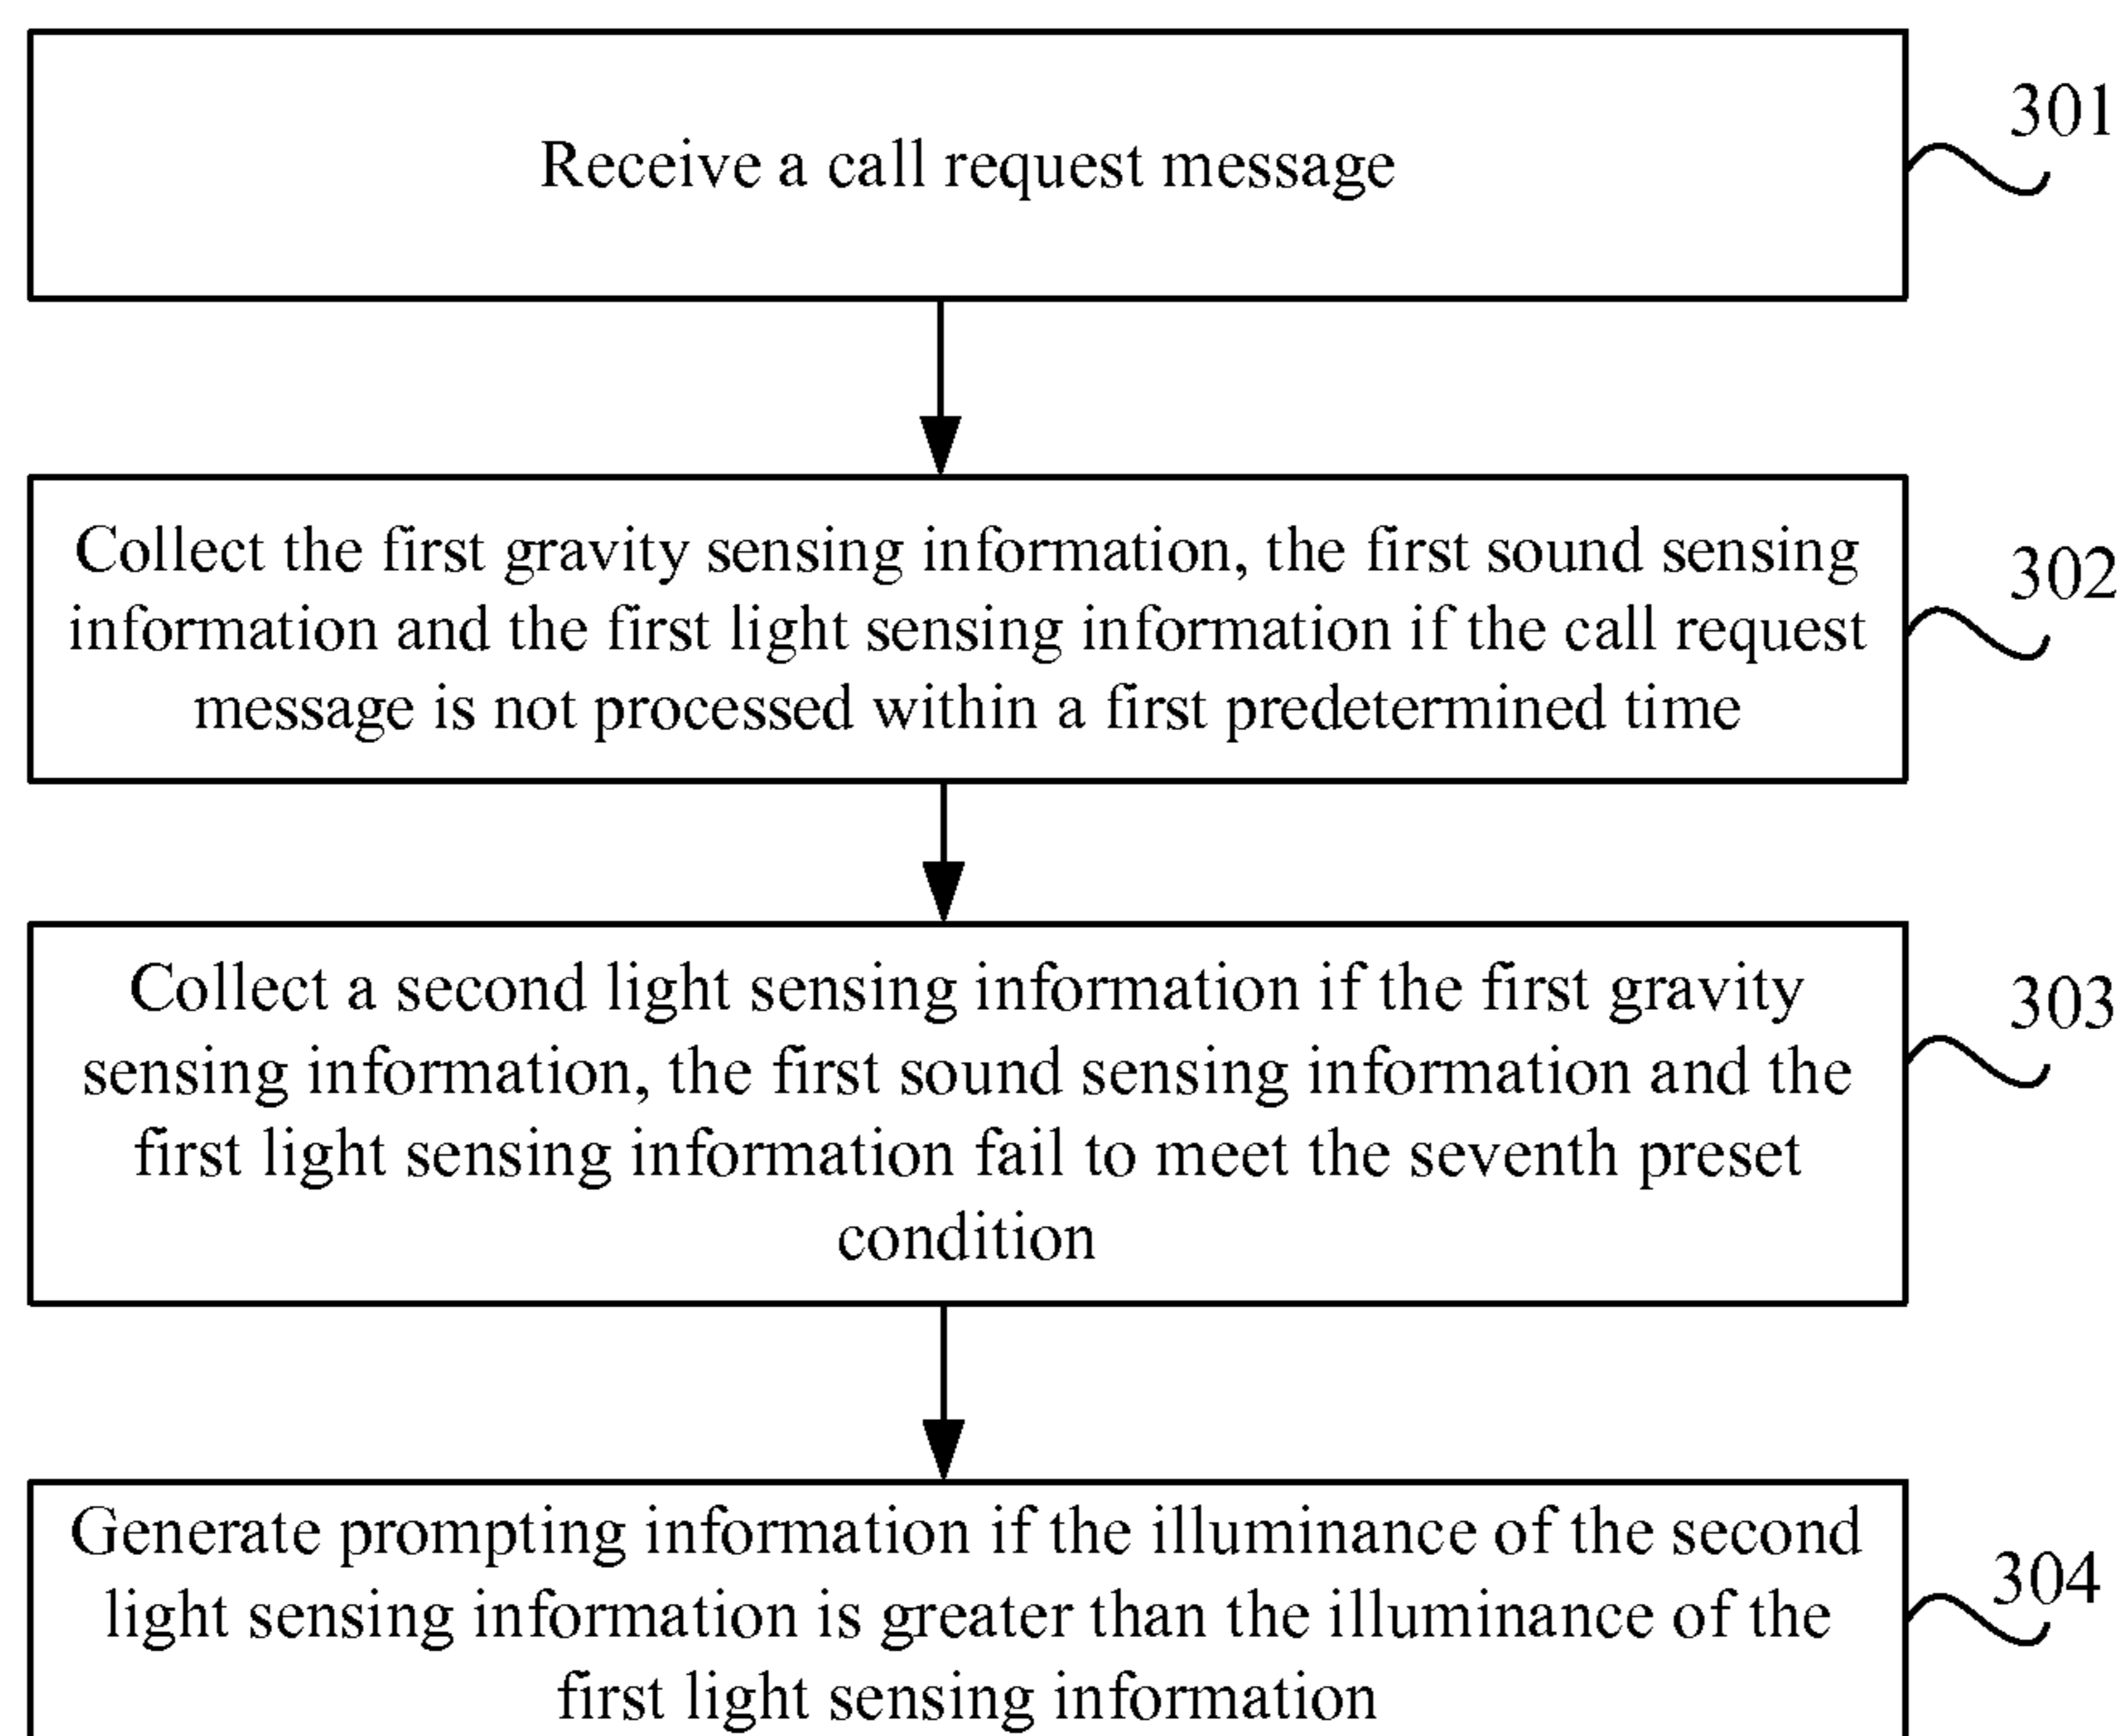 Receive a call request message
301
Collect the first gravity sensing information, the first sound sensing
information and the first light sensing information if the call request
message is not processed within a first predetermined time
302
Collect a second light sensing information if the first gravity
sensing information, the first sound sensing information and the
first light sensing information fail to meet the seventh preset
condition
303
Generate prompting information if the illuminance of the second
light sensing information is greater than the illuminance of the
first light sensing information
304